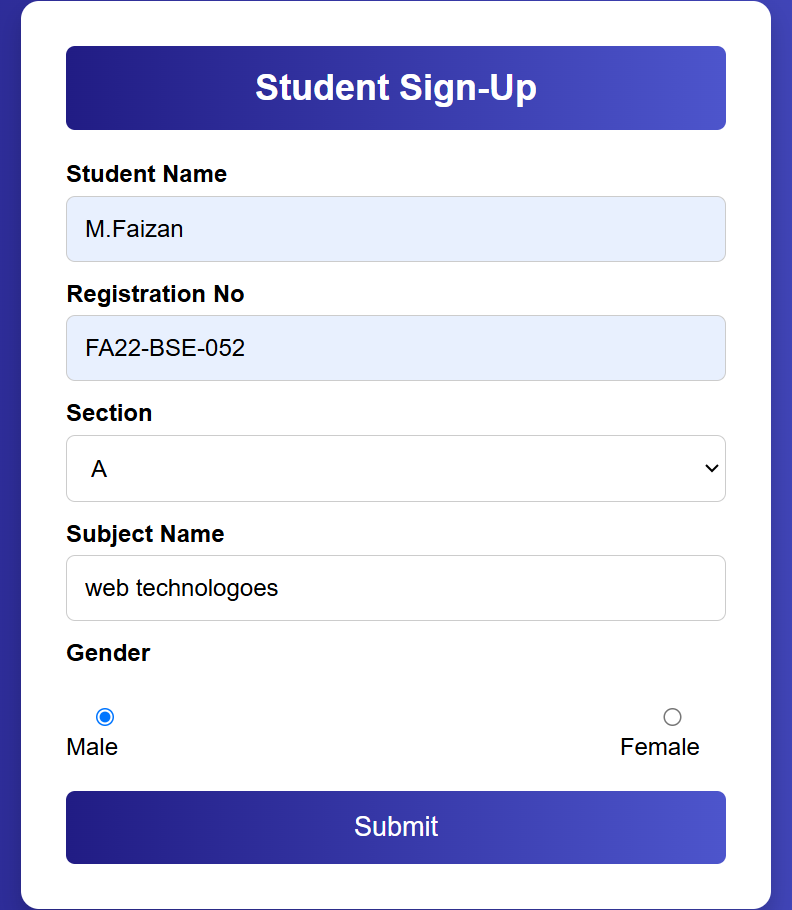 Student Sign-Up
Student Name
M.Faizan
Registration No
FA22-BSE-052
Section
A
Subject Name
web technologoes
Gender
Male Female
Submit